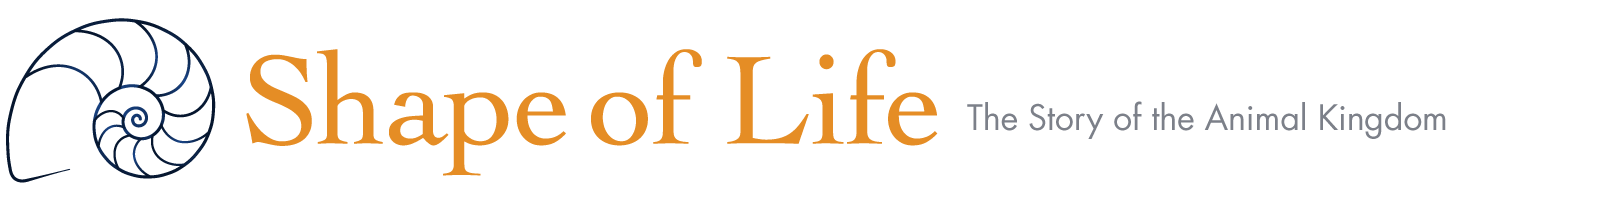 Shape of Life The Story of the Animal Kingdom